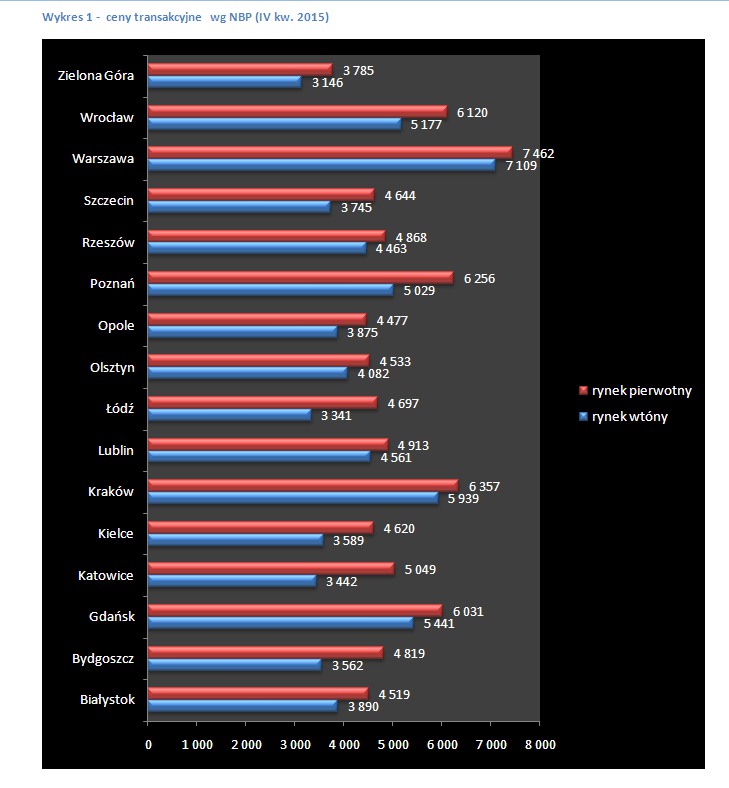 Wykres 1 - ceny transakcyjne wg NBP (IV kw. 2015)
Zielona Góra
3 785
3 146
Wrocław
6 120
5 177
Warszawa
7 462
7 109
Szczecin
4 644
3 745
Rzeszów
4 868
4 463
Poznań
6 256
5 029
Opole
4 477
3 875
Olsztyn
4 533
4 082
Łódź
4 697
3 341
Lublin
4 913
4 561
Kraków
6 357
5 939
Kielce
4 620
3 589
Katowice
5 049
3 442
Gdańsk
6 031
5 441
Bydgoszcz
4 819
3 562
Białystok
4 519
3 890
0 1 000 2 000 3 000 4 000 5 000 6 000 7 000 8 000
rynek pierwotny
rynek wtóny